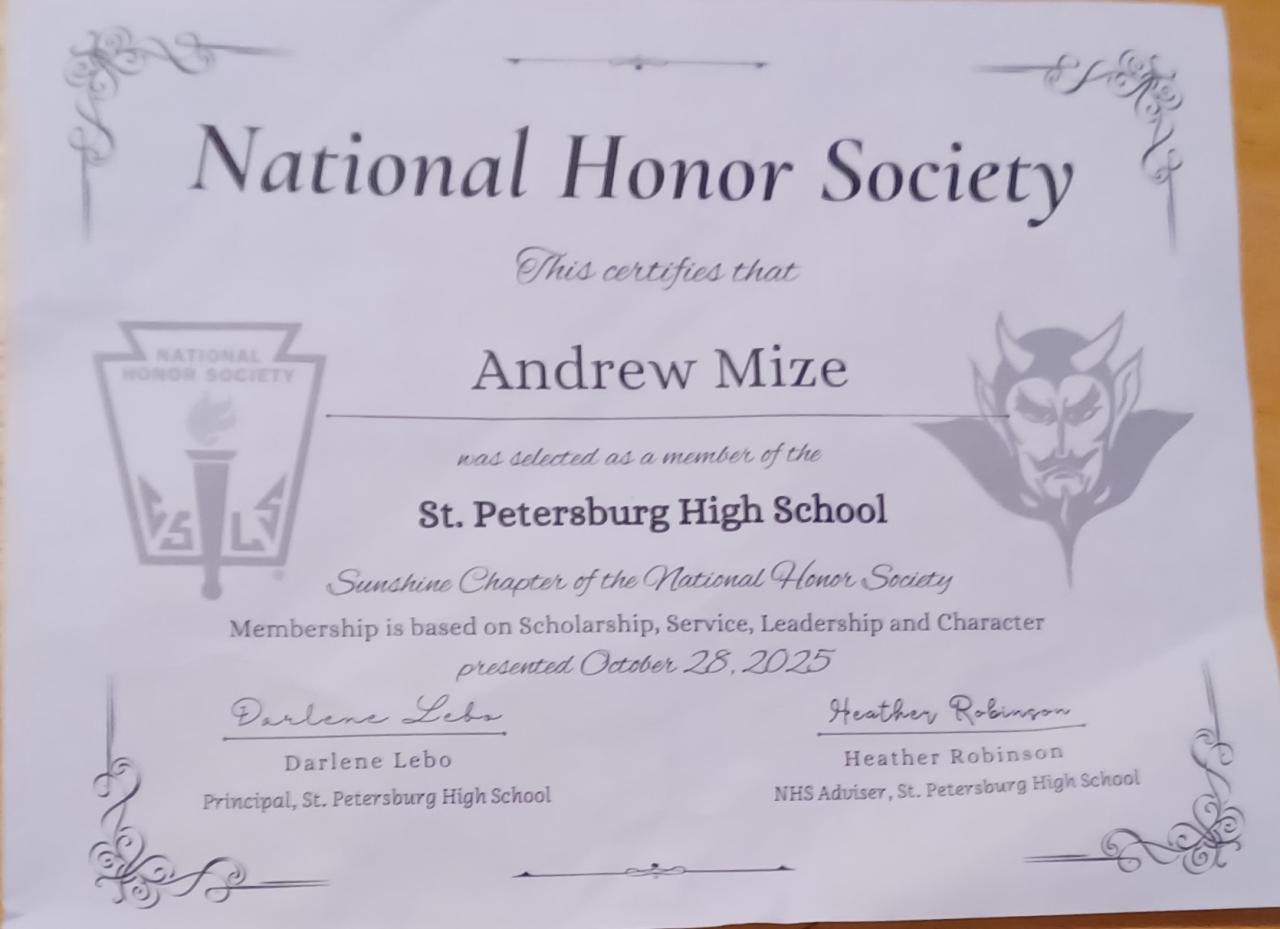 National Honor Society
This certifies that
NATIONAL
HONOR SOCIETY
Andrew Mize
was selected as a member of the
St. Petersburg High School
C S L S
Sunshine Chapter of the National Honor Society
Membership is based on Scholarship, Service, Leadership and Character
presented October 28, 2025
Darlene Lebo
Heather Robinson
Darlene Lebo
Heather Robinson
Principal, St. Petersburg High School
NHS Adviser, St. Petersburg High School